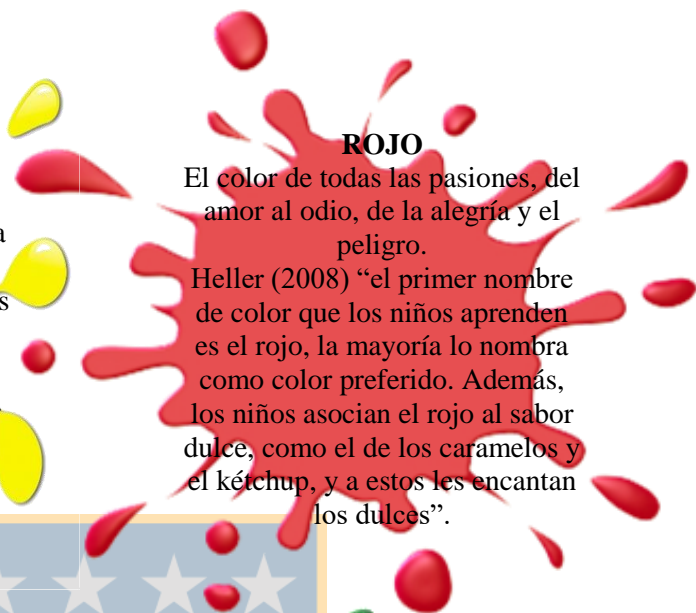 ROJO
El color de todas las pasiones, del
amor al odio, de la alegría y el
peligro.
Heller (2008) “el primer nombre
de color que los niños aprenden
es el rojo, la mayoría lo nombra
como color preferido. Además,
los niños asocian el rojo al sabor
dulce, como el de los caramelos y
el kétchup, y a estos les encantan
los dulces”.